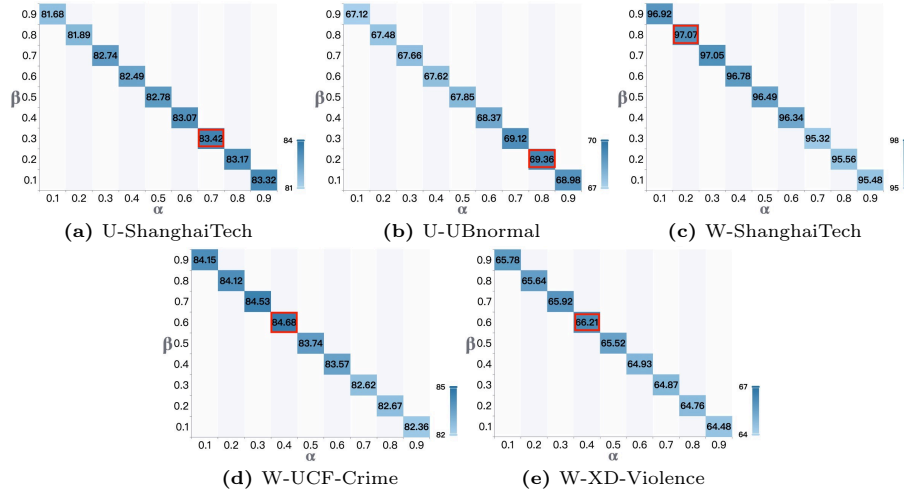 0.9 81.68
0.8 81.89
0.7 82.74
0.6 82.49
β 0.5 82.78
0.4 83.07
0.3 83.42 84
0.2 83.17
0.1 83.32 81
0.1 0.2 0.3 0.4 0.5 0.6 0.7 0.8 0.9
α
(a) U-ShanghaiTech
0.9 67.12
0.8 67.48
0.7 67.66
0.6 67.62
β 0.5 67.85
0.4 68.37
0.3 69.12 70
0.2 69.36
0.1 68.98 67
0.1 0.2 0.3 0.4 0.5 0.6 0.7 0.8 0.9
α
(b) U-UBnormal
0.9 96.92
0.8 97.07
0.7 97.05
0.6 96.78
β 0.5 96.49
0.4 96.34
0.3 95.32 98
0.2 95.56
0.1 95.48 95
0.1 0.2 0.3 0.4 0.5 0.6 0.7 0.8 0.9
α
(c) W-ShanghaiTech
0.9 84.15
0.8 84.12
0.7 84.53
0.6 84.68
β 0.5 83.74
0.4 83.57
0.3 82.62 85
0.2 82.67
0.1 82.36 82
0.1 0.2 0.3 0.4 0.5 0.6 0.7 0.8 0.9
α
(d) W-UCF-Crime
0.9 65.78
0.8 65.64
0.7 65.92
0.6 66.21
β 0.5 65.52
0.4 64.93
0.3 64.87 67
0.2 64.76
0.1 64.48 64
0.1 0.2 0.3 0.4 0.5 0.6 0.7 0.8 0.9
α
(e) W-XD-Violence